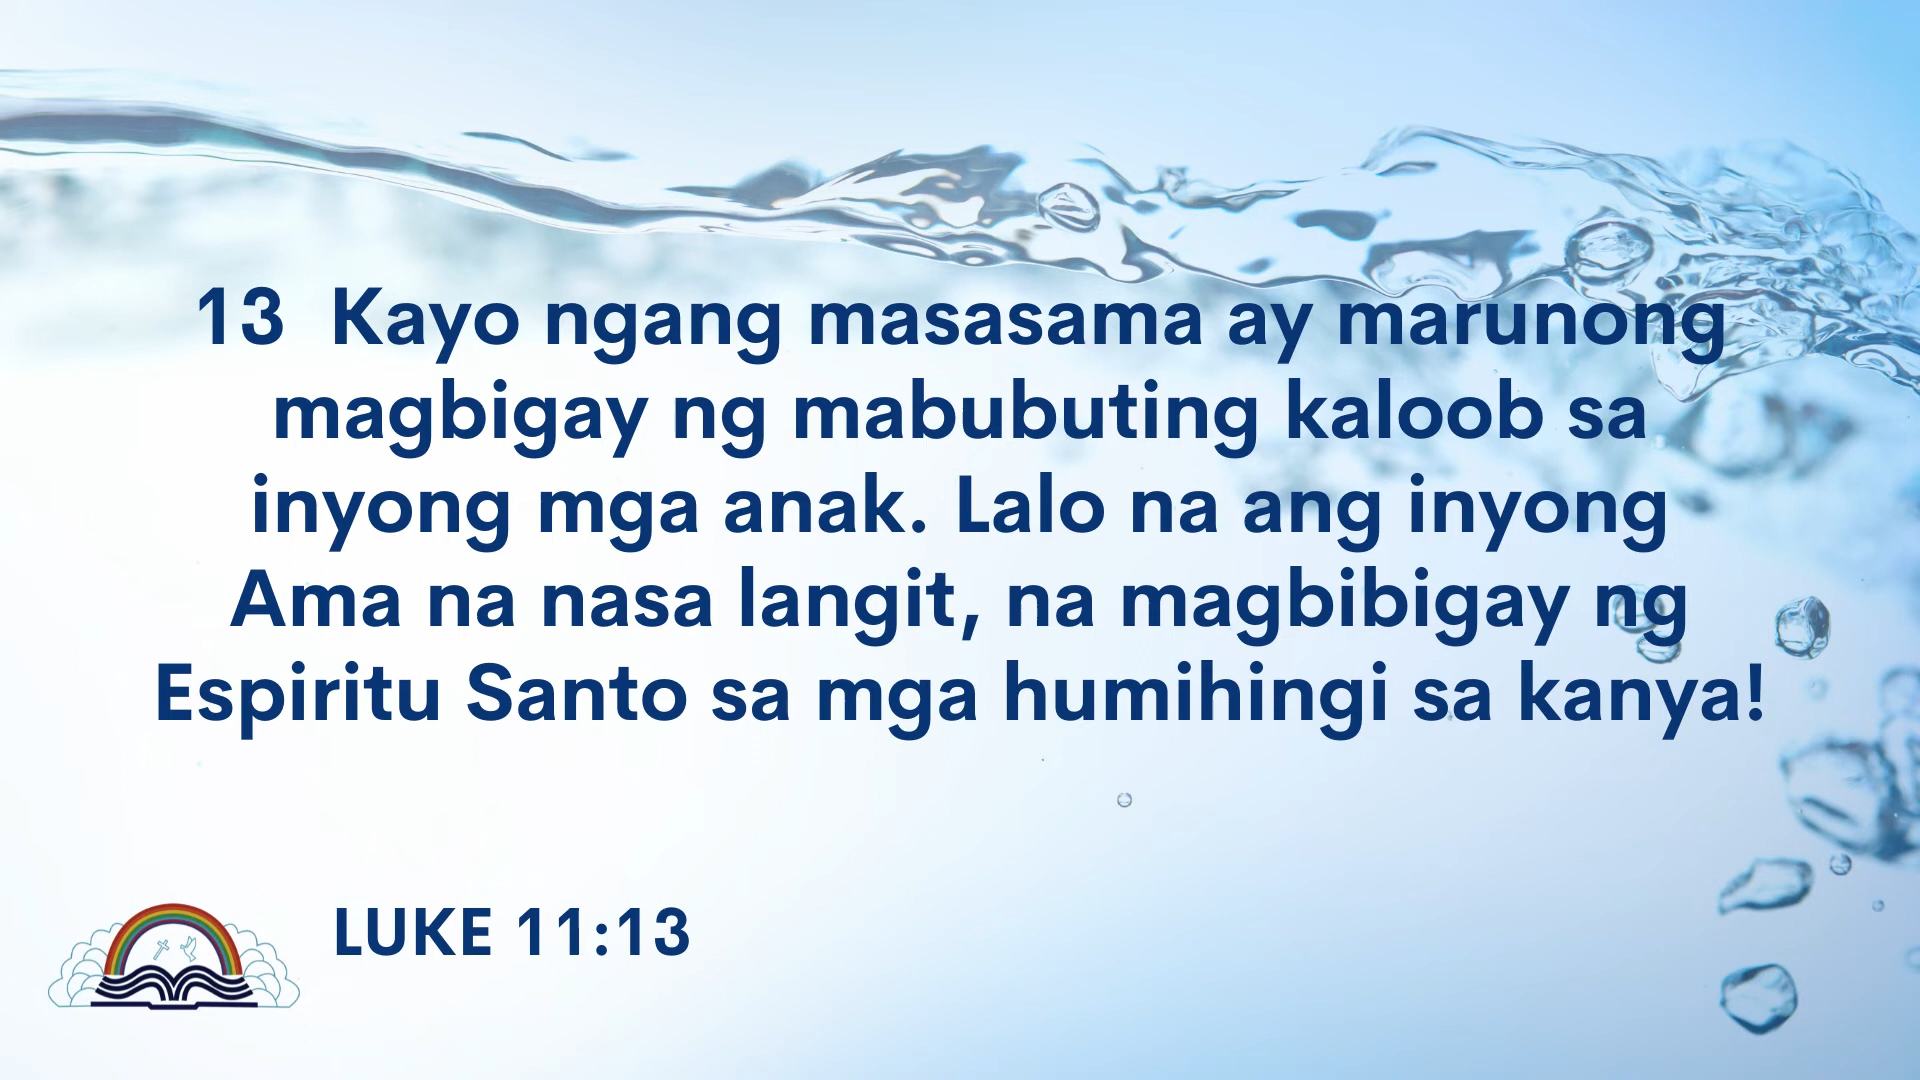 13  Kayo ngang masasama ay marunong
magbigay ng mabubuting kaloob sa
inyong mga anak. Lalo na ang inyong
Ama na nasa langit, na magbibigay ng
Espiritu Santo sa mga humihingi sa kanya!
LUKE 11:13